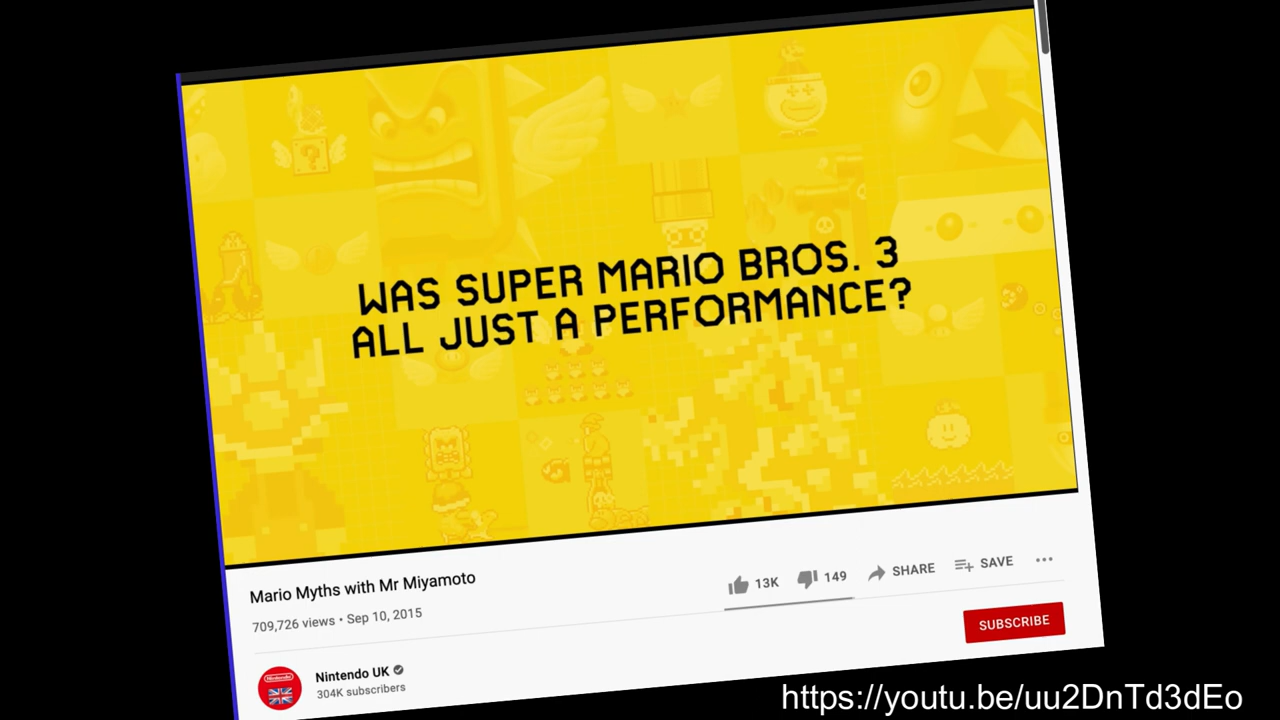 WAS SUPER MARIO BROS. 3
ALL JUST A PERFORMANCE?
Mario Myths with Mr Miyamoto
709,726 views • Sep 10, 2015
13K
149
SHARE
SAVE
Nintendo UK
304K subscribers
SUBSCRIBE
Nintendo
https://youtu.be/uu2DnTd3dEo